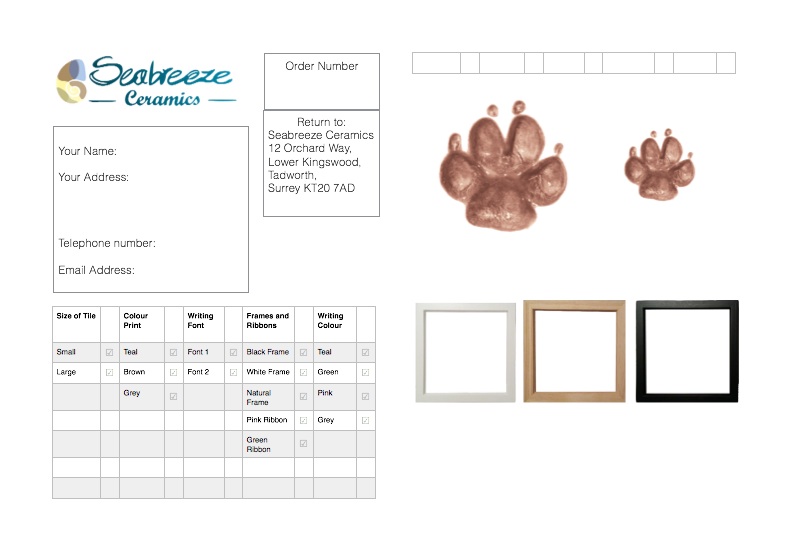 Seabreeze
Ceramics
Order Number
Return to:
Seabreeze Ceramics
12 Orchard Way,
Lower Kingswood,
Tadworth,
Surrey KT20 7AD
Your Name:
Your Address:
Telephone number:
Email Address:
Size of Tile Colour Print Writing Font Frames and Ribbons Writing Colour
Small ☑ Teal ☑ Font 1 ☑ Black Frame ☑ Teal ☑
Large ☑ Brown ☑ Font 2 ☑ White Frame ☑ Green ☑
Grey ☑ Natural Frame ☑ Pink ☑
Pink Ribbon ☑ Grey ☑
Green Ribbon ☑